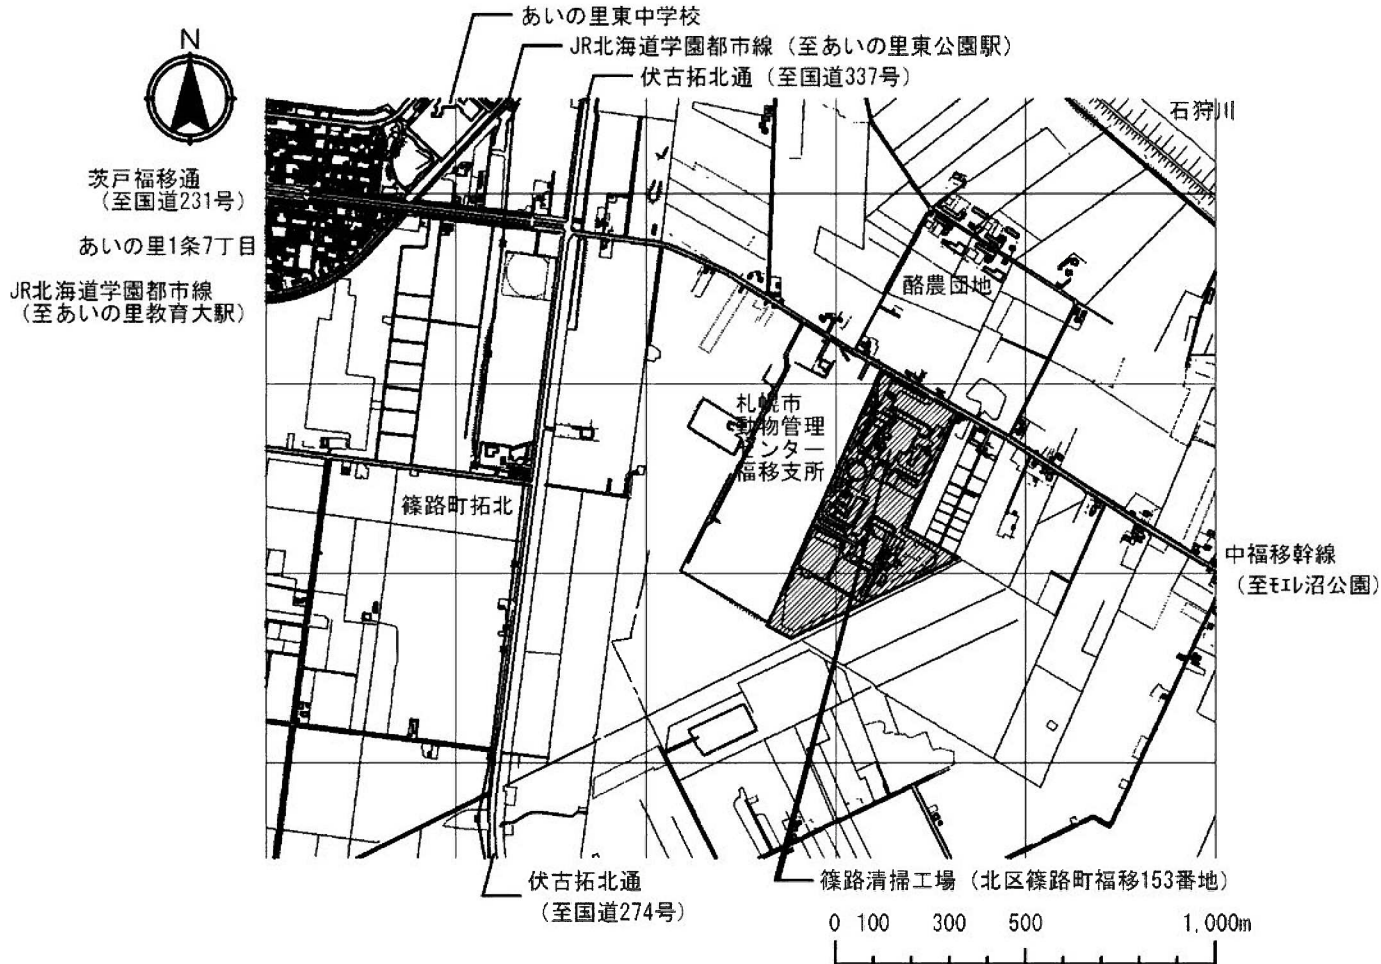 あいの里東中学校
N
JR北海道学園都市線（至あいの里東公園駅）
伏古拓北通（至国道337号）
石狩川
茨戸福移通
（至国道231号）
あいの里1条7丁目
JR北海道学園都市線
（至あいの里教育大駅）
酪農団地
札幌市
動物管理
センター
福移支所
篠路町拓北
中福移幹線
（至モエレ沼公園）
伏古拓北通
（至国道274号）
篠路清掃工場（北区篠路町福移153番地）
0 100 300 500 1,000m